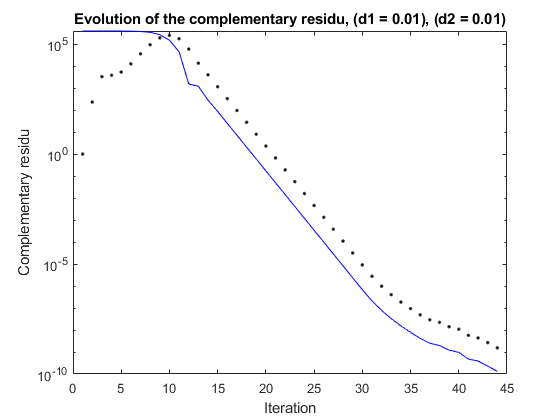 Evolution of the complementary residu, (d1 = 0.01), (d2 = 0.01)
10^5
10^0
10^-5
10^-10
Complementary residu
0 5 10 15 20 25 30 35 40 45
Iteration